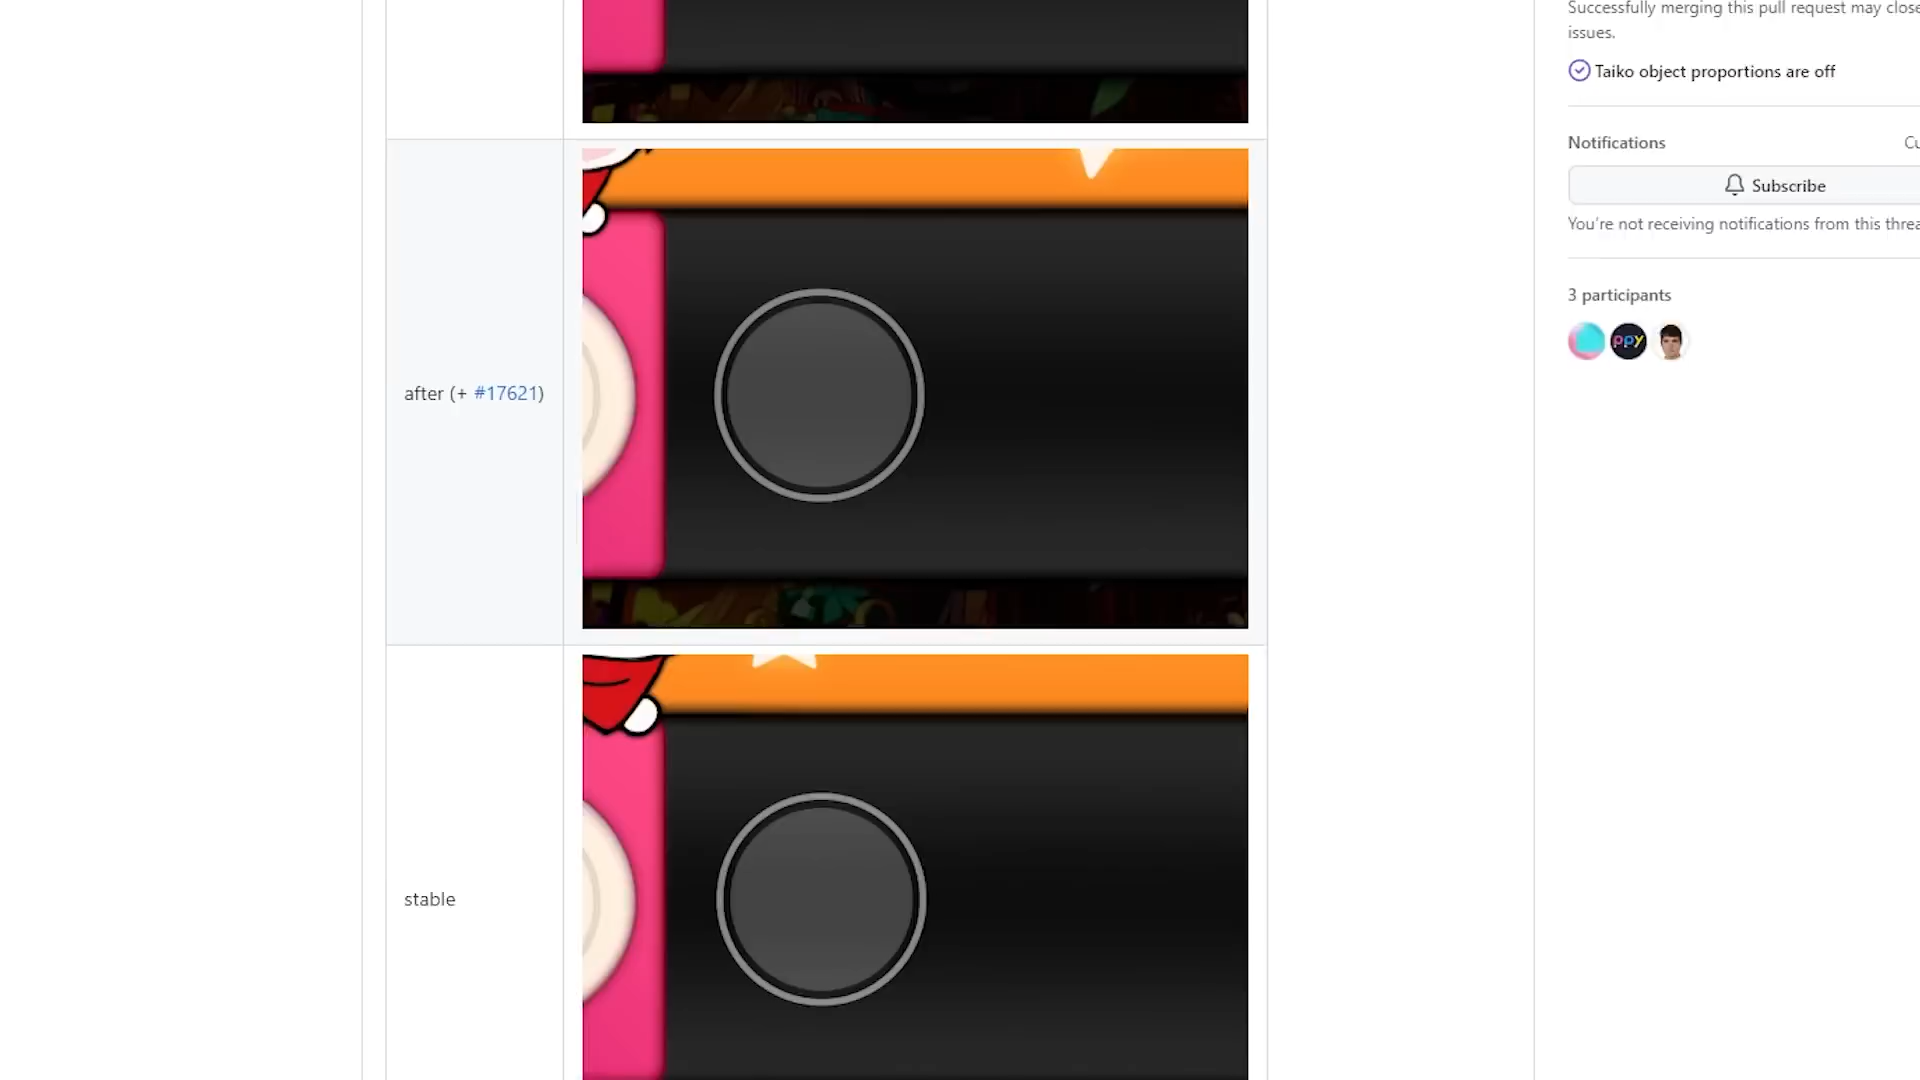 Successfully merging this pull request may close
issues.
Taiko object proportions are off
Notifications
Cu
Subscribe
You're not receiving notifications from this threa
3 participants
ppy
after (+ #17621)
stable